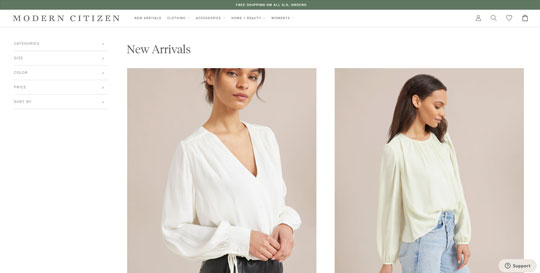 FREE SHIPPING ON ALL U.S. ORDERS
MODERN CITIZEN
NEW ARRIVALS CLOTHING ACCESSORIES HOME + BEAUTY MOMENTS
CATEGORIES
SIZE
COLOR
PRICE
SORT BY
New Arrivals
Support